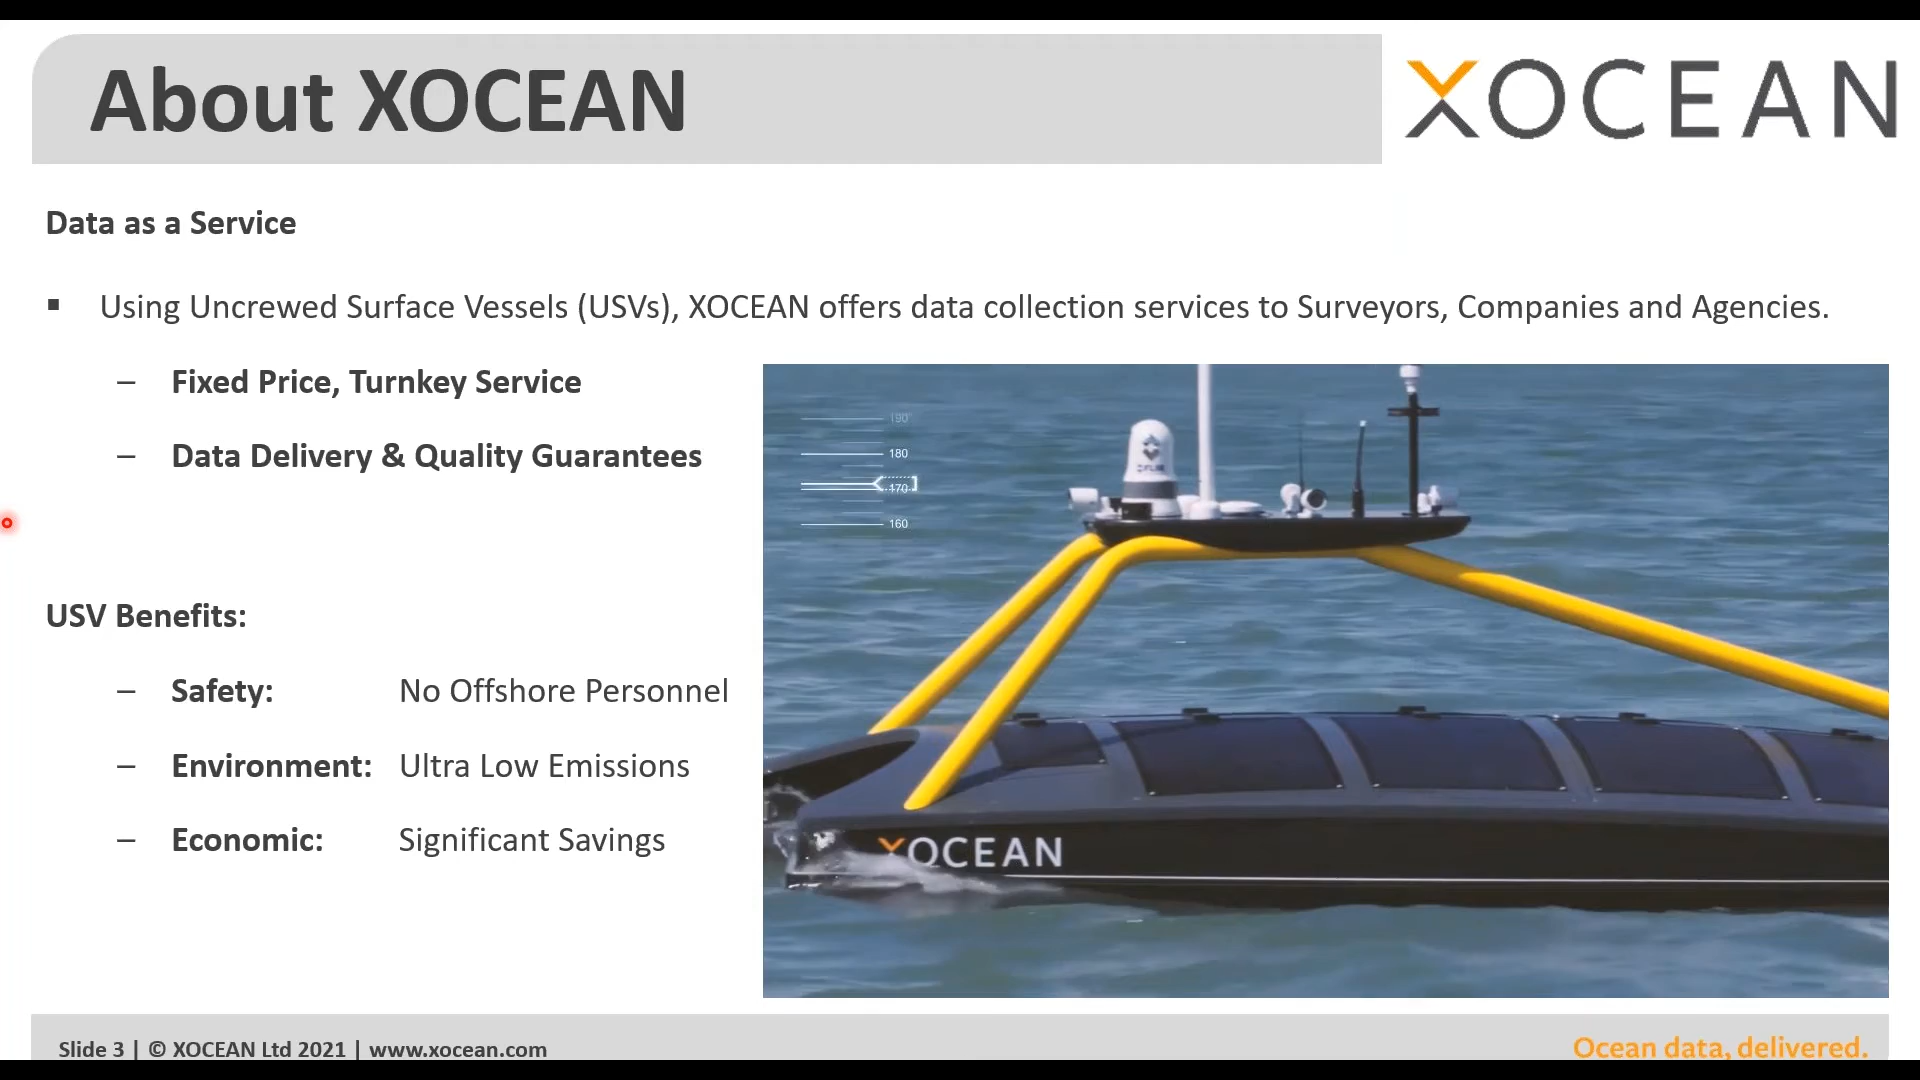 About XOCEAN
XOCEAN
Data as a Service
▪ Using Uncrewed Surface Vessels (USVs), XOCEAN offers data collection services to Surveyors, Companies and Agencies.
– Fixed Price, Turnkey Service
– Data Delivery & Quality Guarantees
190°
180
170
160
FLIR
USV Benefits:
– Safety: No Offshore Personnel
– Environment: Ultra Low Emissions
– Economic: Significant Savings
XOCEAN
Slide 3 | © XOCEAN Ltd 2021 | www.xocean.com
Ocean data, delivered.